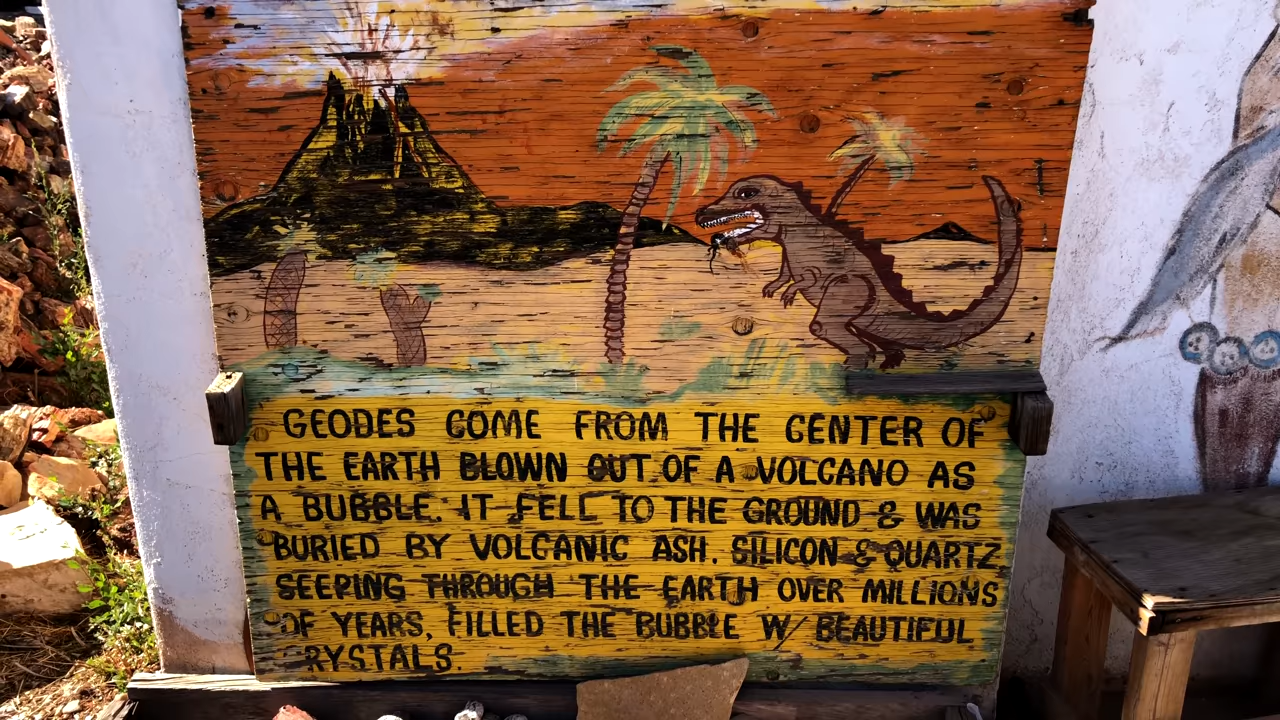 GEODES COME FROM THE CENTER OF
THE EARTH BLOWN OUT OF A VOLCANO AS
A BUBBLE. IT FELL TO THE GROUND & WAS
BURIED BY VOLCANIC ASH. SILICON & QUARTZ,
SEEPING THROUGH THE EARTH OVER MILLIONS
OF YEARS, FILLED THE BUBBLE W/ BEAUTIFUL
CRYSTALS.